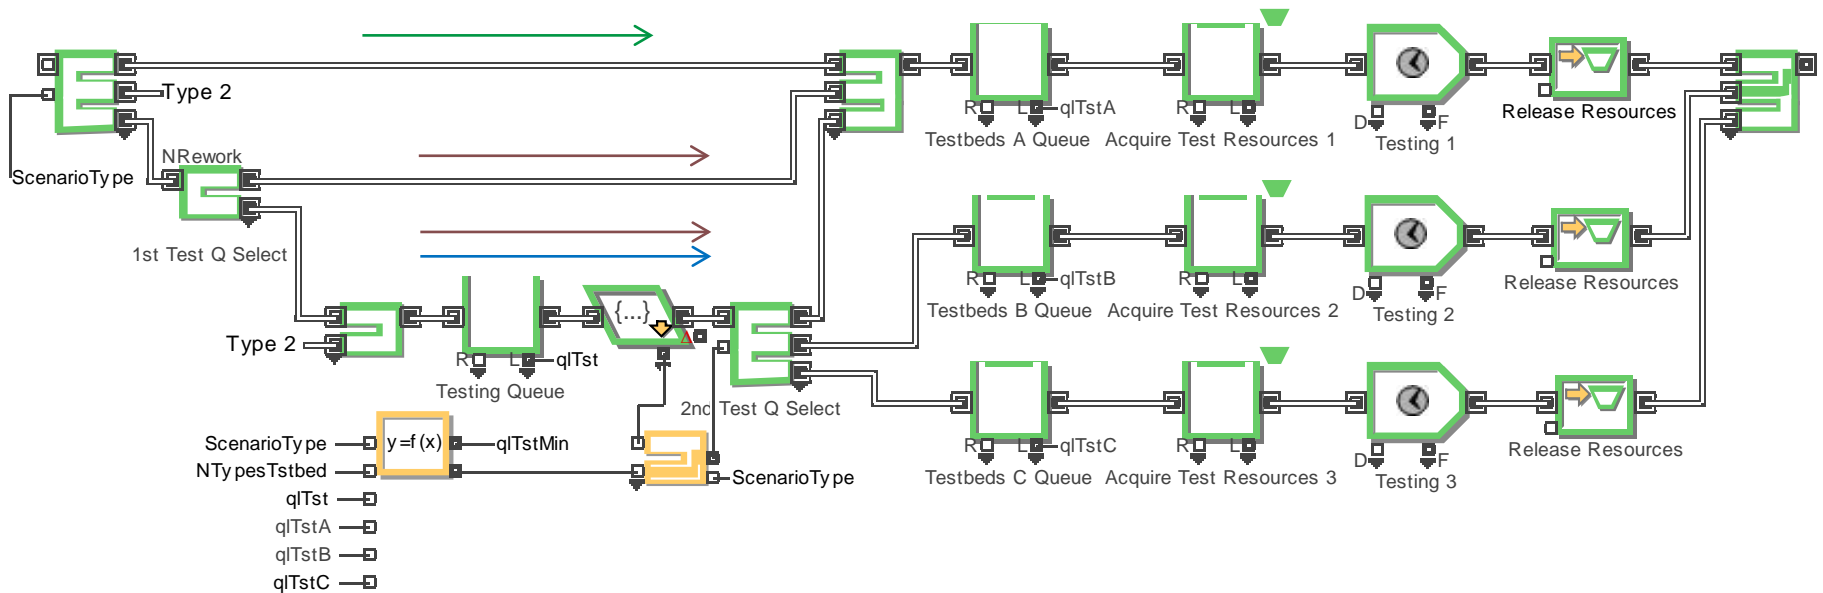 Type 2
ScenarioType
NRework
1st Test Q Select
R L qlTstA
Testbeds A Queue
R L
Acquire Test Resources 1
D F
Testing 1
Release Resources
R L qlTstB
Testbeds B Queue
R L
Acquire Test Resources 2
D F
Testing 2
Release Resources
Type 2
R L qlTst
Testing Queue
{...}
2nd Test Q Select
R L qlTstC
Testbeds C Queue
R L
Acquire Test Resources 3
D F
Testing 3
Release Resources
ScenarioType
y=f(x)
qlTstMin
NTypesTstbed
ScenarioType
qlTst
qlTstA
qlTstB
qlTstC